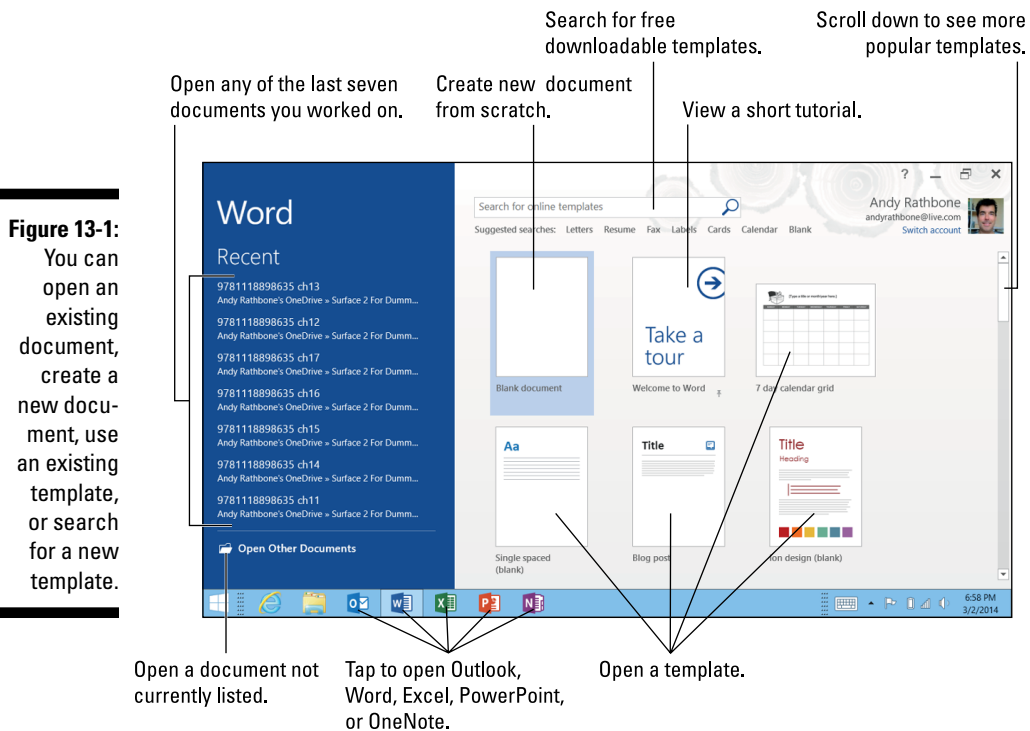 Search for free
downloadable templates.
Scroll down to see more
popular templates.
Open any of the last seven
documents you worked on.
Create new document
from scratch.
View a short tutorial.
Figure 13-1:
You can
open an
existing
document,
create a
new docu-
ment, use
an existing
template,
or search
for a new
template.
Word
Recent
9781118898635 ch13
Andy Rathbone's OneDrive » Surface 2 For Dumm...
9781118898635 ch12
Andy Rathbone's OneDrive » Surface 2 For Dumm...
9781118898635 ch17
Andy Rathbone's OneDrive » Surface 2 For Dumm...
9781118898635 ch16
Andy Rathbone's OneDrive » Surface 2 For Dumm...
9781118898635 ch15
Andy Rathbone's OneDrive » Surface 2 For Dumm...
9781118898635 ch14
Andy Rathbone's OneDrive » Surface 2 For Dumm...
9781118898635 ch11
Andy Rathbone's OneDrive » Surface 2 For Dumm...
Open Other Documents
Search for online templates
Suggested searches: Letters Resume Fax Labels Cards Calendar Blank
Andy Rathbone
andyrathbone@live.com
Switch account
Blank document
Take a
tour
Welcome to Word
7 day calendar grid
Aa
Single spaced
(blank)
Title
Blog post
Title
Heading
Ion design (blank)
6:58 PM
3/2/2014
Open a document not
currently listed.
Tap to open Outlook,
Word, Excel, PowerPoint,
or OneNote.
Open a template.